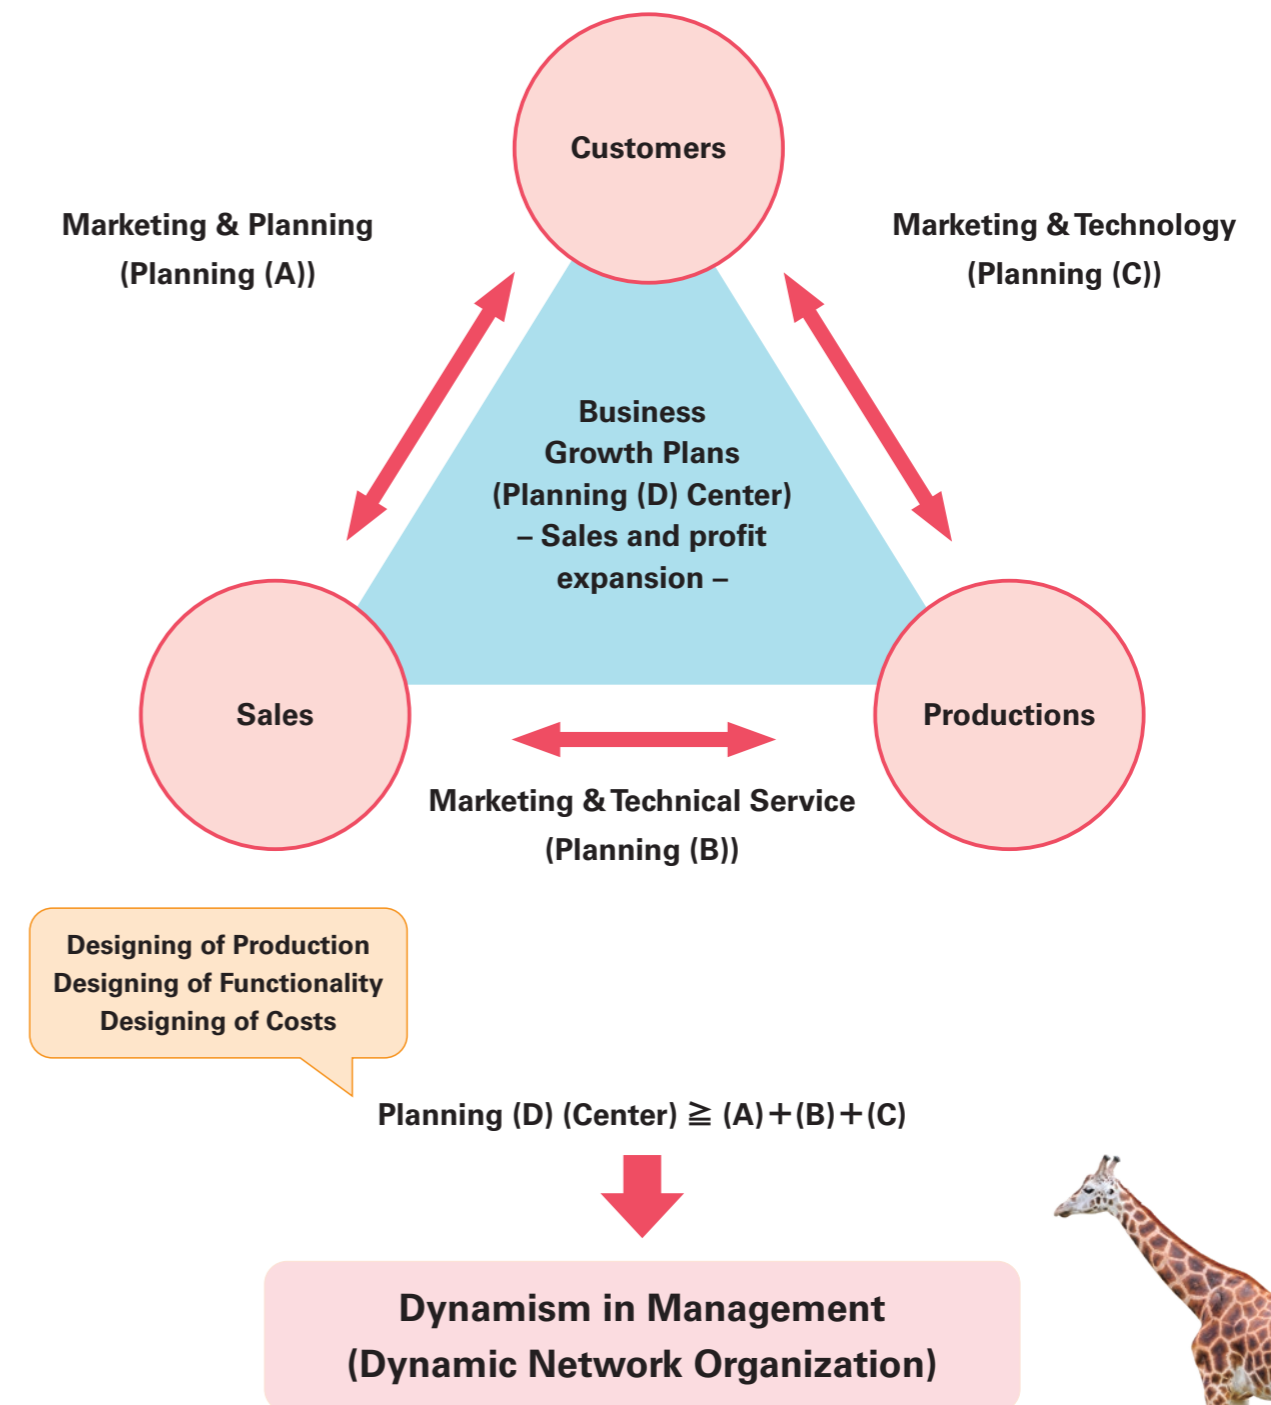 Customers
Marketing & Planning
(Planning (A))
Marketing & Technology
(Planning (C))
Business
Growth Plans
(Planning (D) Center)
– Sales and profit
expansion –
Sales
Productions
Marketing & Technical Service
(Planning (B))
Designing of Production
Designing of Functionality
Designing of Costs
Planning (D) (Center) ≧ (A)+(B)+(C)
Dynamism in Management
(Dynamic Network Organization)